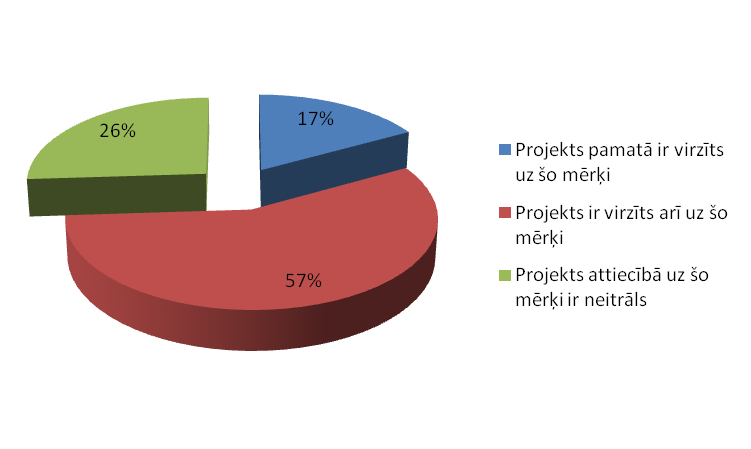 26%
17%
57%
Projekts pamatā ir virzīts
uz šo mērķi
Projekts ir virzīts arī uz šo
mērķi
Projekts attiecībā uz šo
mērķi ir neitrāls